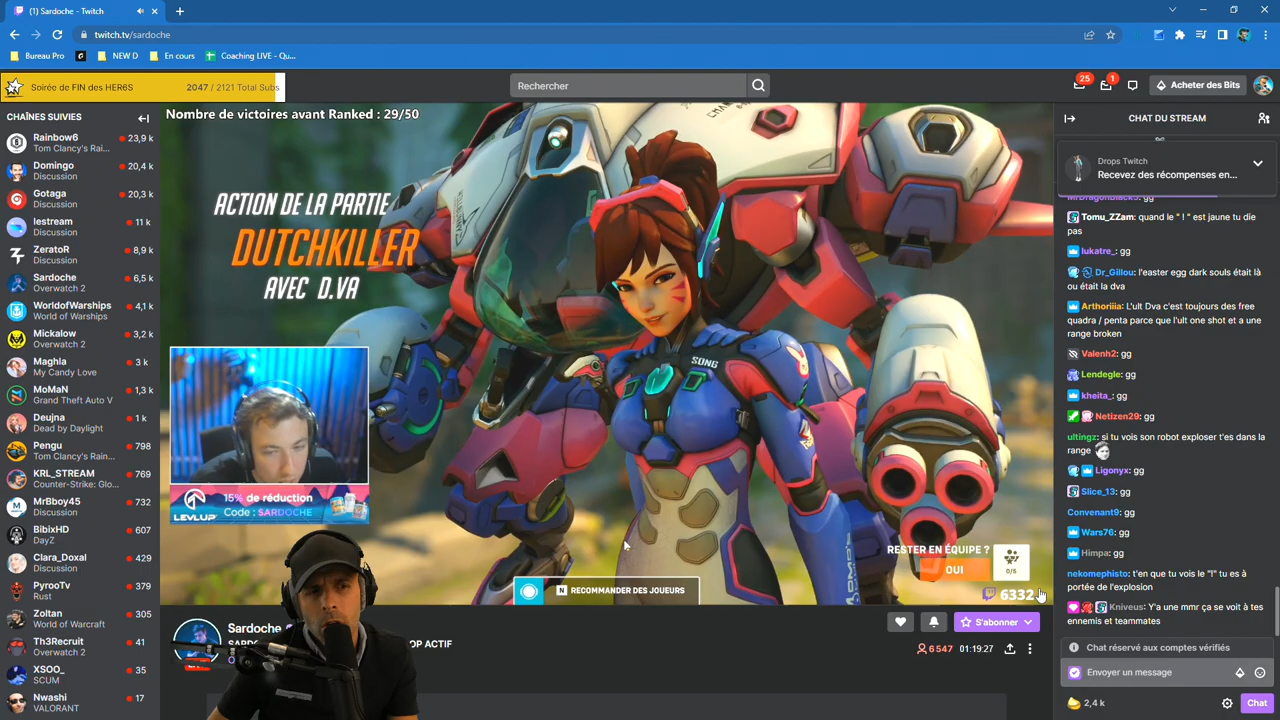 (1) Sardoche - Twitch
twitch.tv/sardoche
Bureau Pro
NEW D
En cours
Coaching LIVE - Qu...
Soirée de FIN des HER6S
2047 / 2121 Total Subs
Rechercher
25
1
Acheter des Bits
CHAÎNES SUIVIES
Rainbow6
23,9 k
Tom Clancy's Rai...
Domingo
20,4 k
Discussion
Gotaga
20,3 k
Discussion
lestream
11 k
Discussion
ZeratoR
8,9 k
Discussion
Sardoche
6,5 k
Overwatch 2
WorldofWarships
4,1 k
World of Warships
Mickalow
3,2 k
Overwatch 2
Maghla
3 k
My Candy Love
MoMaN
1,3 k
Grand Theft Auto V
Deujna
1 k
Dead by Daylight
Pengu
798
Tom Clancy's Rain...
KRL_STREAM
769
Counter-Strike: Glo...
MrBboy45
732
Discussion
BibixHD
607
DayZ
Clara_Doxal
429
Discussion
PyrooTv
379
Rust
Zoltan
305
World of Warcraft
Th3Recruit
41
Overwatch 2
XSOO_
35
SCUM
Nwashi
17
VALORANT
Nombre de victoires avant Ranked : 29/50
ACTION DE LA PARTIE
DUTCHKILLER
AVEC D.VA
SONG
LEVLUP
15% de réduction
Code : SARDOCHE
RESTER EN ÉQUIPE ?
OUI
0/5
N RECOMMANDER DES JOUEURS
6332
Sardoche
OP ACTIF
S'abonner
6 547
01:19:27
CHAT DU STREAM
Drops Twitch
Recevez des récompenses en...
MrDragonBlack9: gg
Tomu_ZZam: quand le " ! " est jaune tu die
pas
lukatre_: gg
Dr_Gillou: l'easter egg dark souls était là
ou était la dva
Arthoriiia: L'ult Dva c'est toujours des free
quadra / penta parce que l'ult one shot et a une
range broken
Valenh2: gg
Lendegle: gg
kheita_: gg
Netizen29: gg
ultingz: si tu vois son robot exploser t'es dans la
range
Ligonyx: gg
Slice_13: gg
Convenant9: gg
Wars76: gg
Himpa: gg
nekomephisto: t'en que tu vois le "!" tu es à
portée de l'explosion
Kniveus: Y'a une mmr ça se voit à tes
ennemis et teammates
Chat réservé aux comptes vérifiés
Envoyer un message
2,4 k
Chat